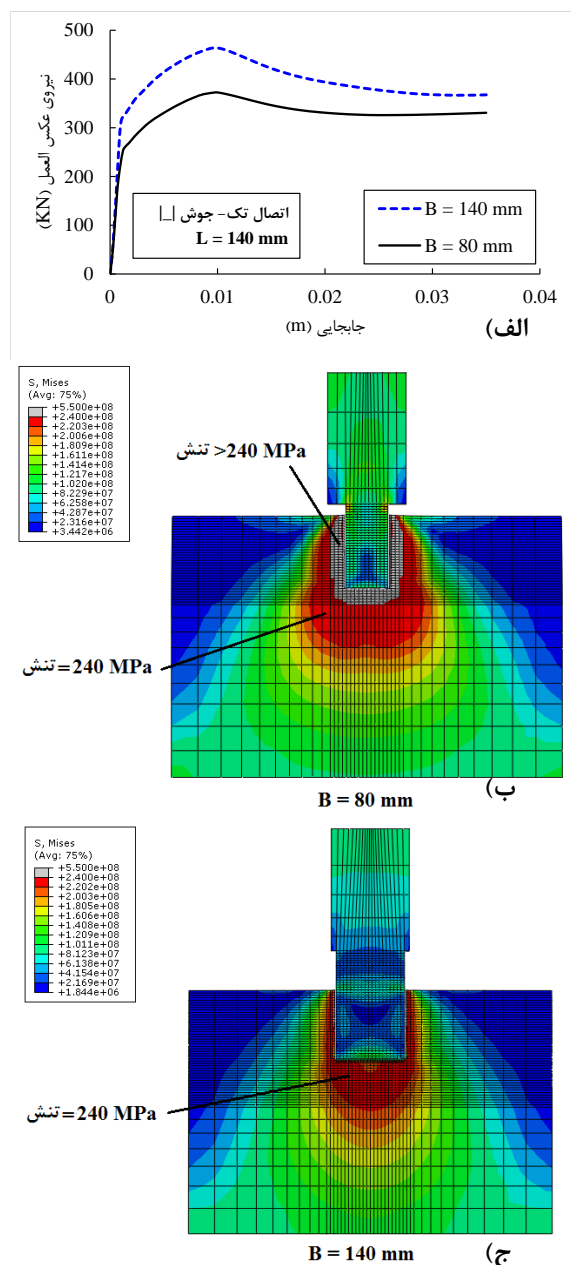 500
400
300
200
100
0
نیروی عکس العمل (KN)
اتصال تک-جوش |_|
L = 140 mm
B = 140 mm
B = 80 mm
0 0.01 0.02 0.03 0.04
جابجایی (m)
الف)
S, Mises
(Avg: 75%)
+5.500e+08
+2.400e+08
+2.203e+08
+2.006e+08
+1.809e+08
+1.611e+08
+1.414e+08
+1.217e+08
+1.020e+08
+8.229e+07
+6.258e+07
+4.287e+07
+2.316e+07
+3.442e+06
تنش >240 MPa
تنش =240 MPa
B = 80 mm
ب)
S, Mises
(Avg: 75%)
+5.500e+08
+2.400e+08
+2.202e+08
+2.003e+08
+1.805e+08
+1.606e+08
+1.408e+08
+1.209e+08
+1.011e+08
+8.123e+07
+6.138e+07
+4.154e+07
+2.169e+07
+1.844e+06
تنش =240 MPa
B = 140 mm
ج)